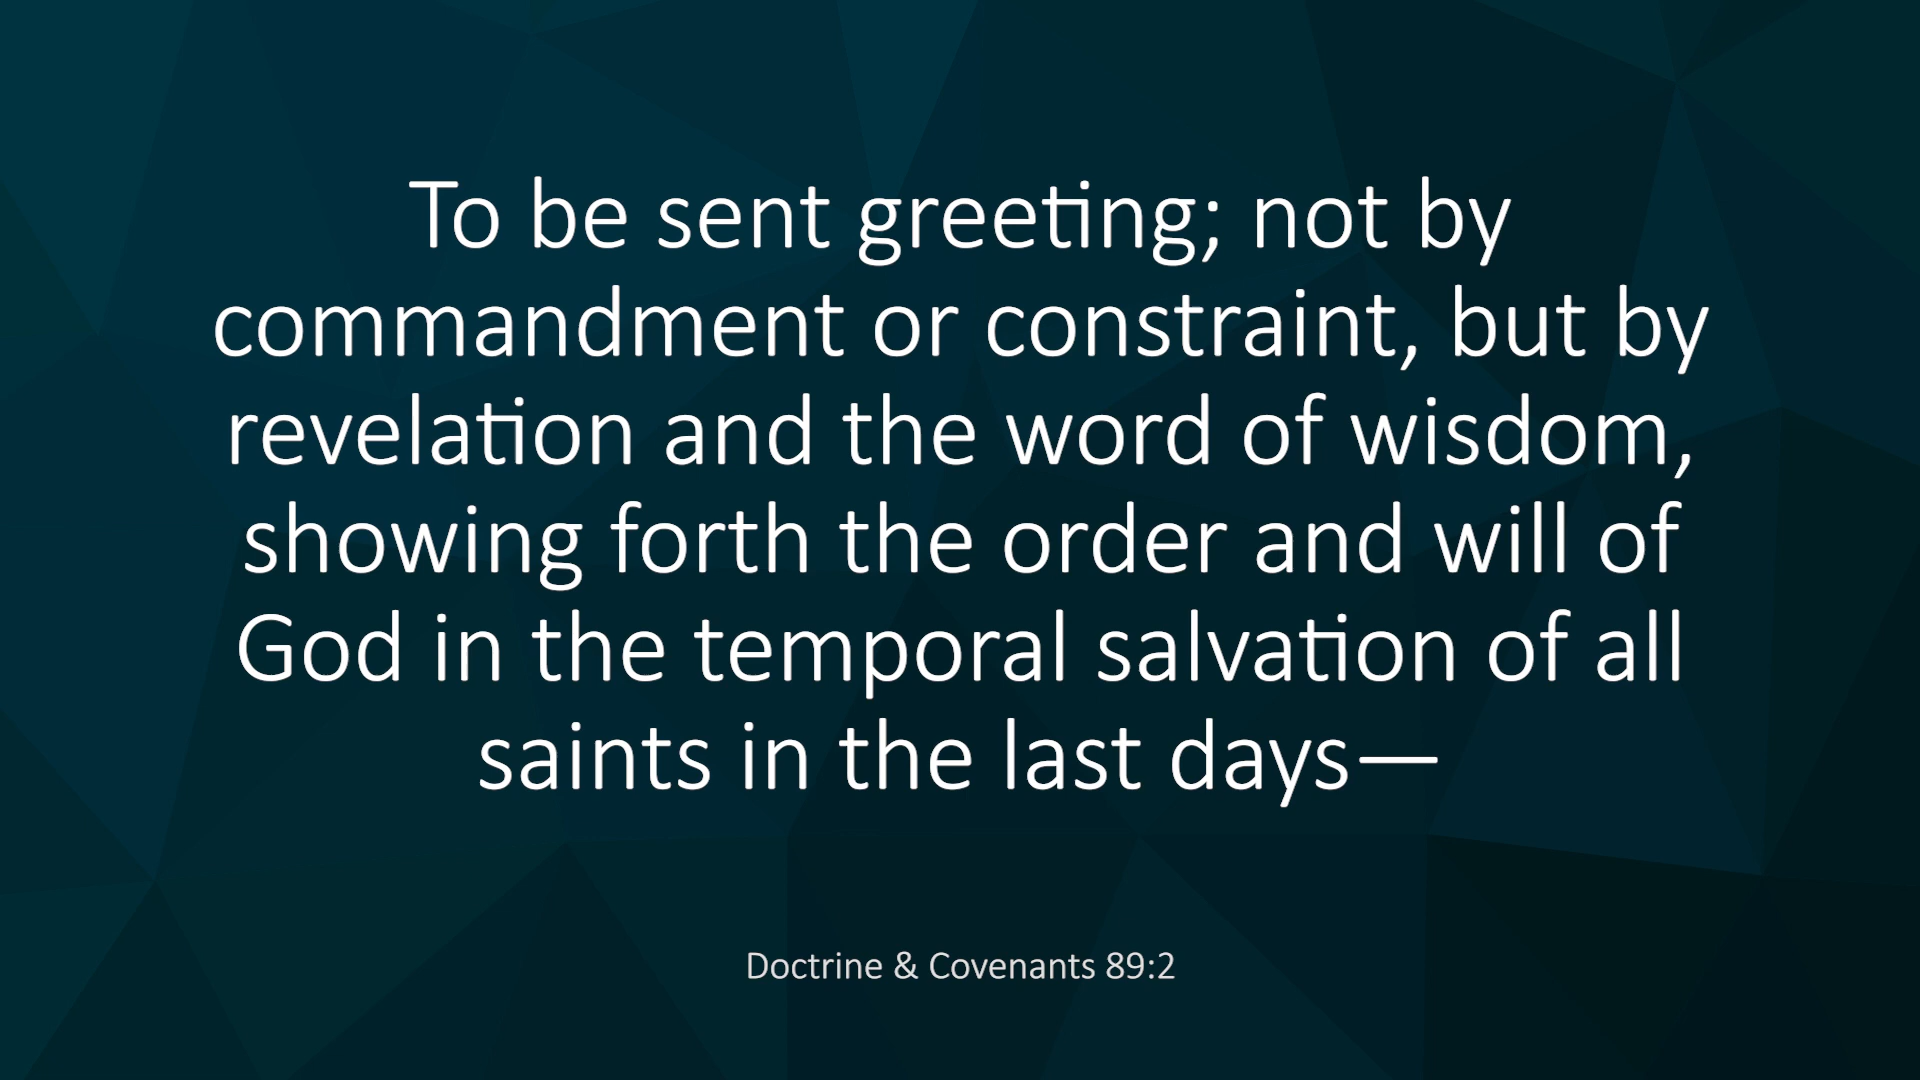 To be sent greeting; not by
commandment or constraint, but by
revelation and the word of wisdom,
showing forth the order and will of
God in the temporal salvation of all
saints in the last days—
Doctrine & Covenants 89:2